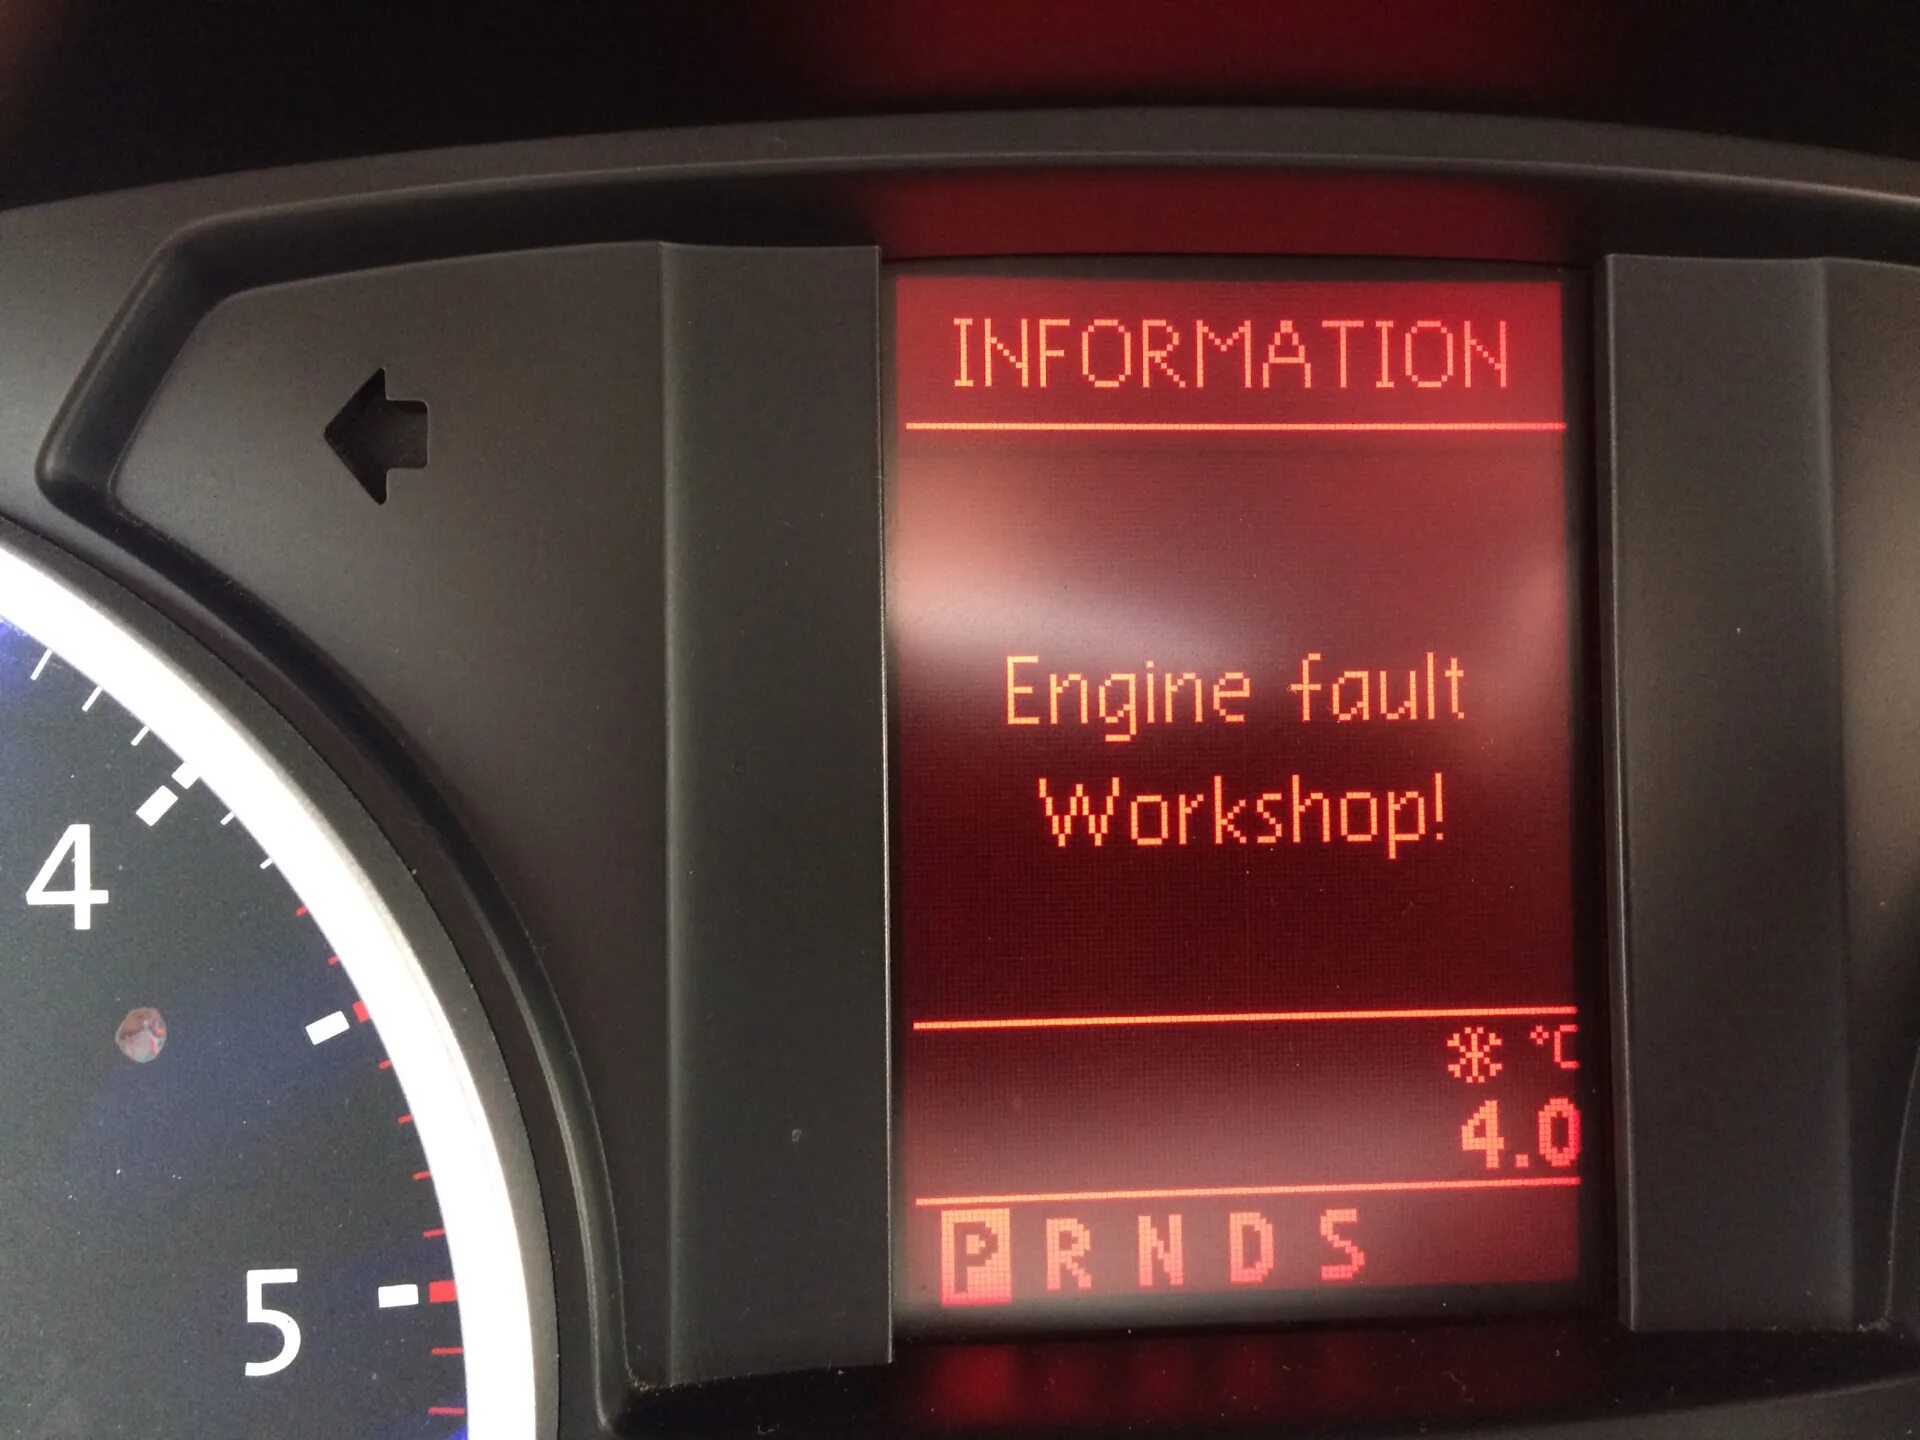 INFORMATION
Engine fault
Workshop!
°C
4.0
P R N D S
4
5